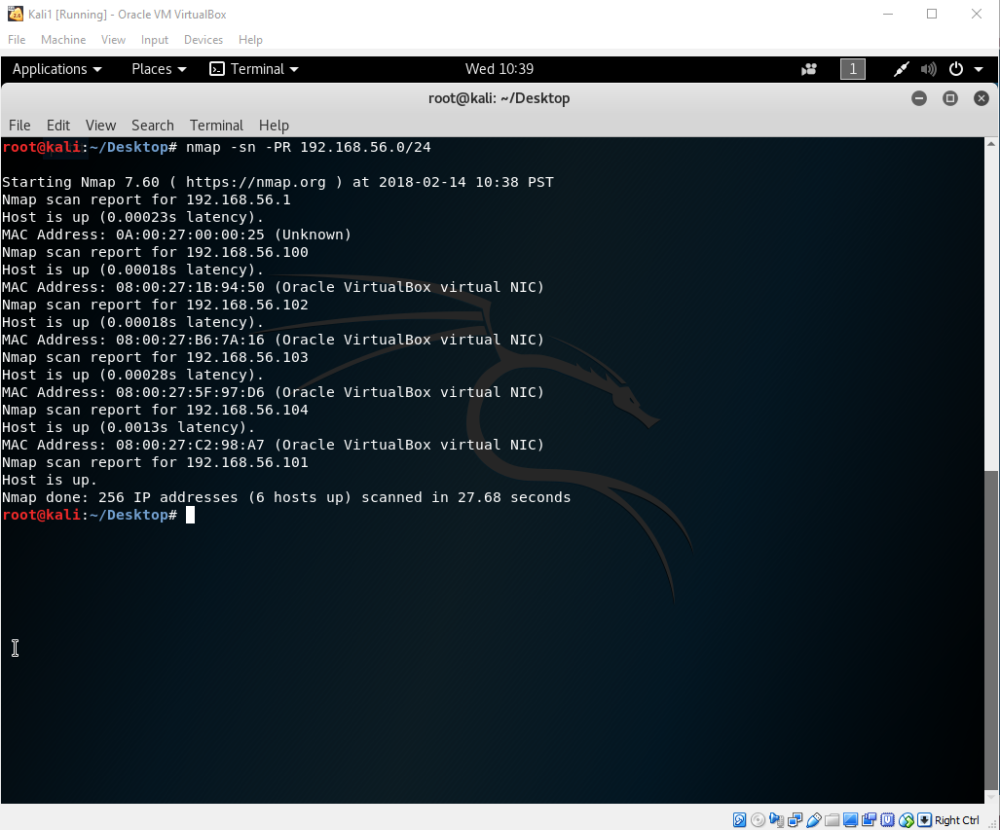 Kali1 [Running] - Oracle VM VirtualBox
File Machine View Input Devices Help
Applications Places Terminal Wed 10:39 1
root@kali: ~/Desktop
File Edit View Search Terminal Help
root@kali:~/Desktop# nmap -sn -PR 192.168.56.0/24
Starting Nmap 7.60 ( https://nmap.org ) at 2018-02-14 10:38 PST
Nmap scan report for 192.168.56.1
Host is up (0.00023s latency).
MAC Address: 0A:00:27:00:00:25 (Unknown)
Nmap scan report for 192.168.56.100
Host is up (0.00018s latency).
MAC Address: 08:00:27:1B:94:50 (Oracle VirtualBox virtual NIC)
Nmap scan report for 192.168.56.102
Host is up (0.00018s latency).
MAC Address: 08:00:27:B6:7A:16 (Oracle VirtualBox virtual NIC)
Nmap scan report for 192.168.56.103
Host is up (0.00028s latency).
MAC Address: 08:00:27:5F:97:D6 (Oracle VirtualBox virtual NIC)
Nmap scan report for 192.168.56.104
Host is up (0.0013s latency).
MAC Address: 08:00:27:C2:98:A7 (Oracle VirtualBox virtual NIC)
Nmap scan report for 192.168.56.101
Host is up.
Nmap done: 256 IP addresses (6 hosts up) scanned in 27.68 seconds
root@kali:~/Desktop#
Right Ctrl